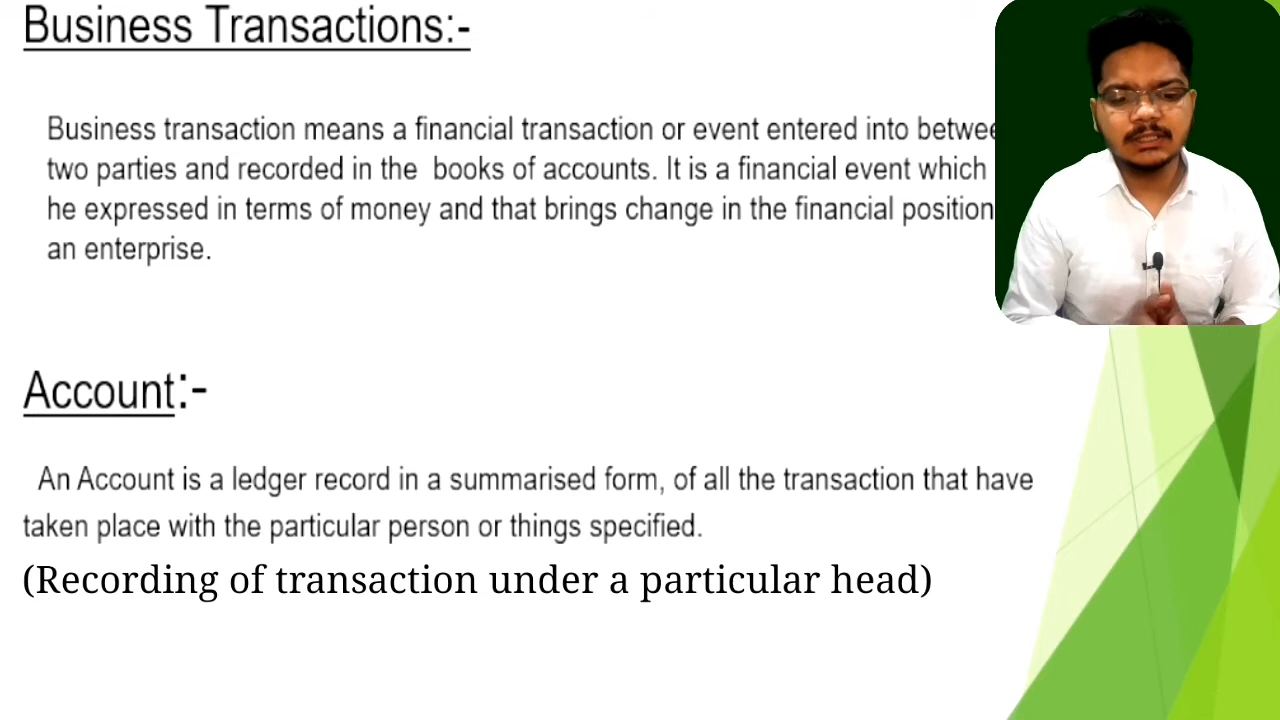 Business Transactions:-
Business transaction means a financial transaction or event entered into
two parties and recorded in the books of accounts. It is a financial event which
he expressed in terms of money and that brings change in the financial position
an enterprise.
Account:-
An Account is a ledger record in a summarised form, of all the transaction that have
taken place with the particular person or things specified.
(Recording of transaction under a particular head)